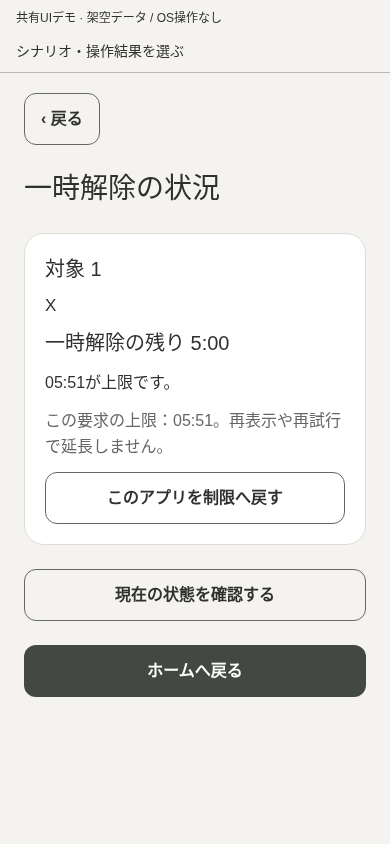 共有UIデモ · 架空データ / OS操作なし
シナリオ・操作結果を選ぶ
‹ 戻る
一時解除の状況
対象 1
X
一時解除の残り 5:00
05:51が上限です。
この要求の上限：05:51。再表示や再試行
で延長しません。
このアプリを制限へ戻す
現在の状態を確認する
ホームへ戻る